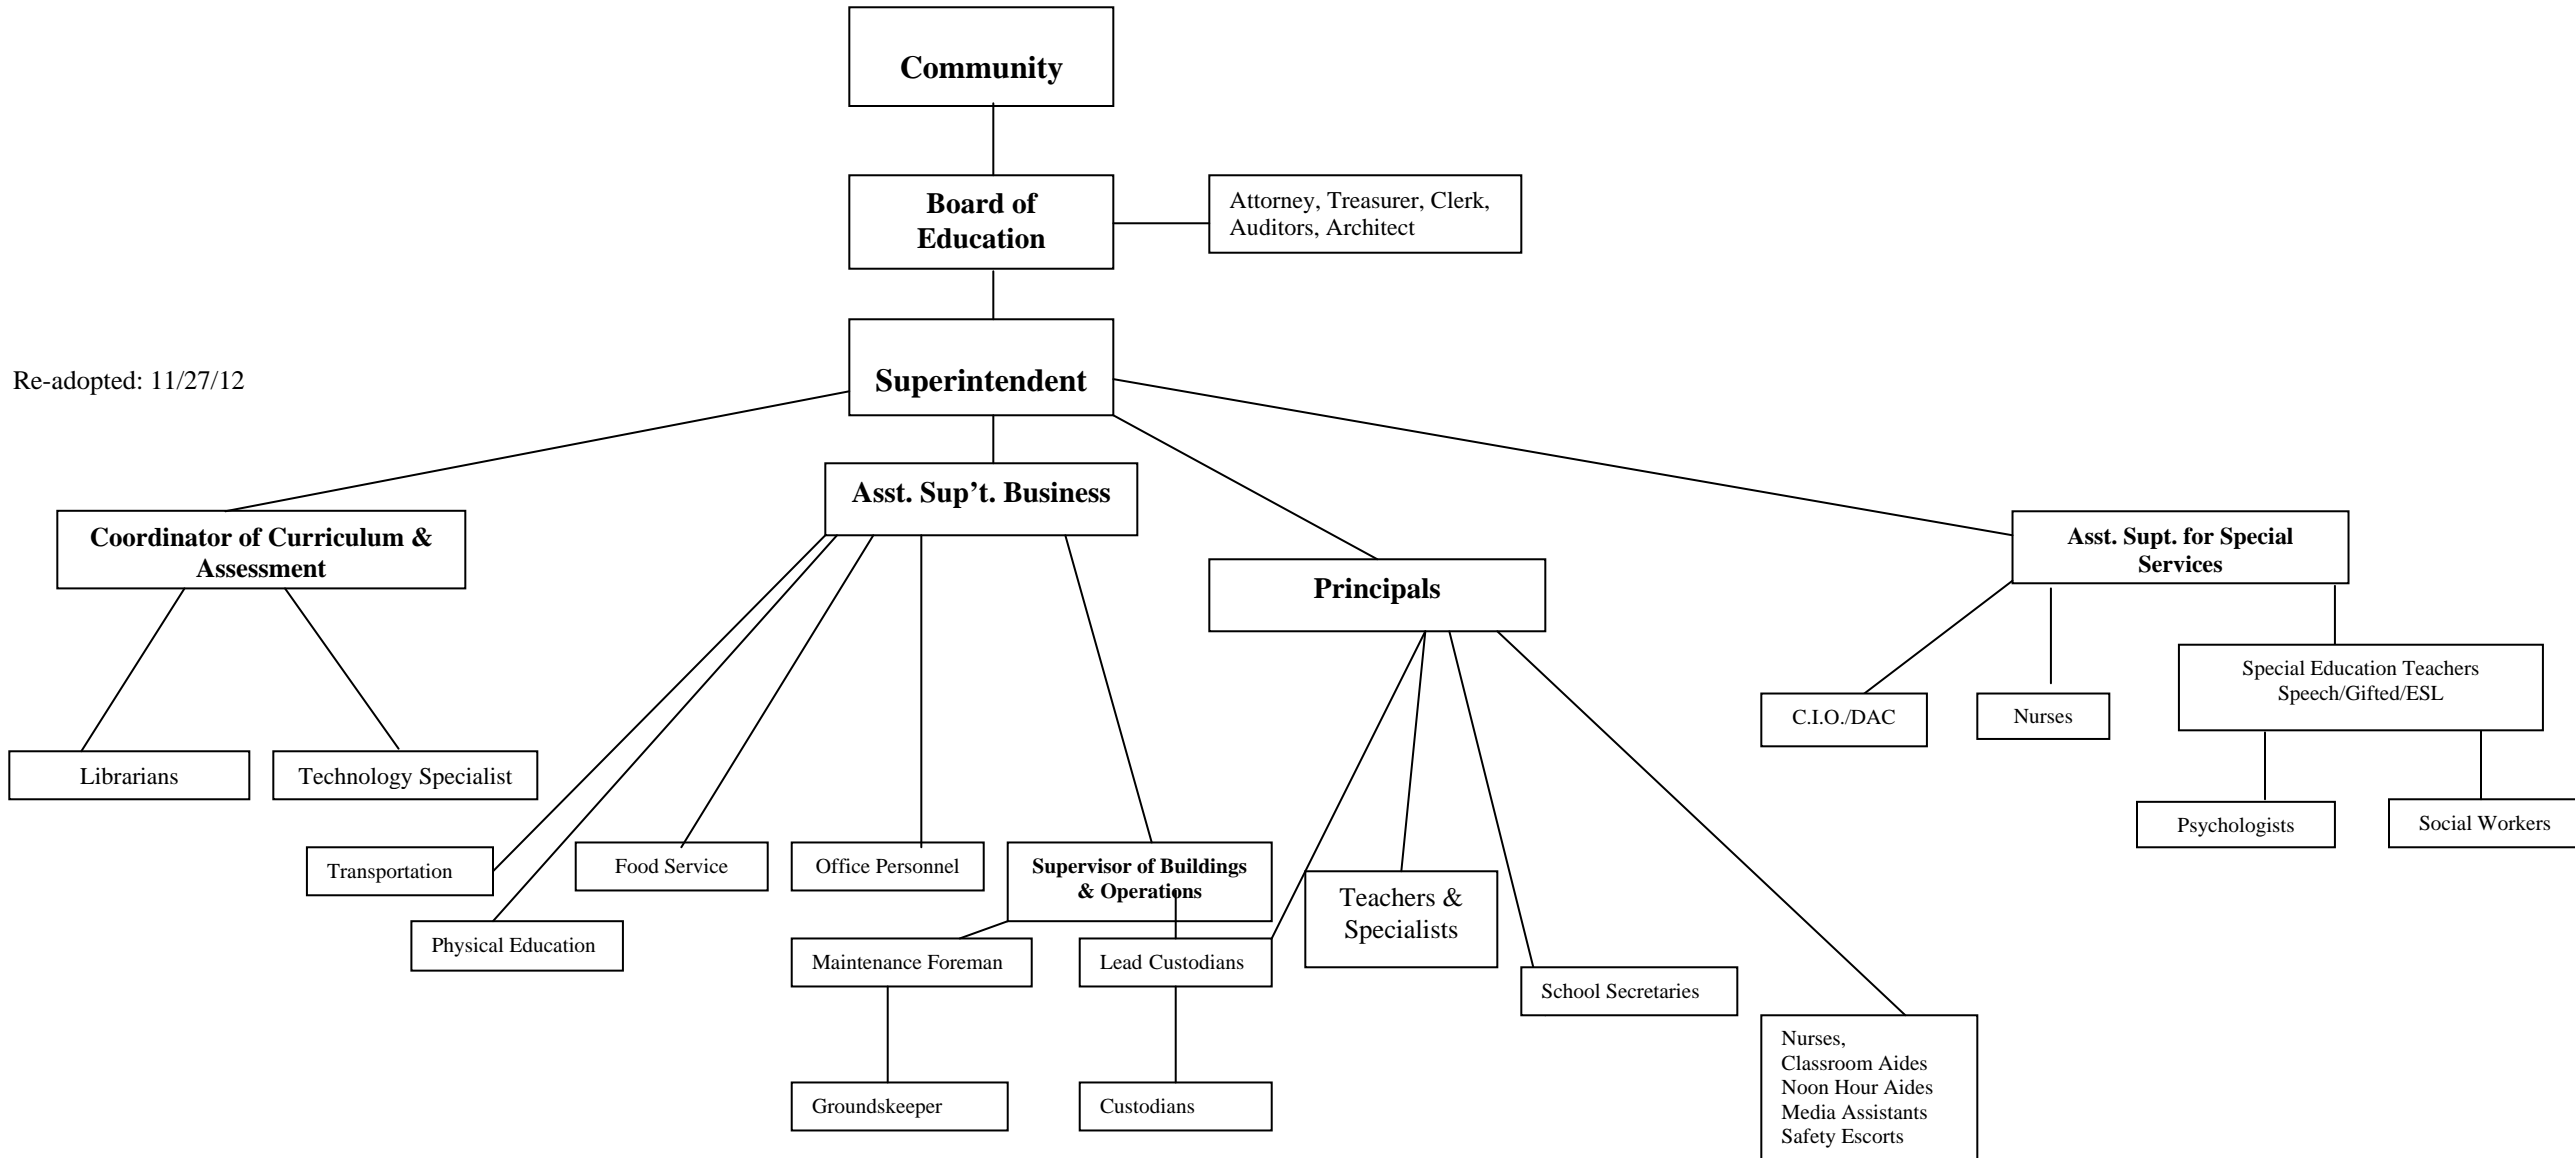 Community
Board of
Education
Attorney, Treasurer, Clerk,
Auditors, Architect
Superintendent
Re-adopted: 11/27/12
Asst. Sup’t. Business
Coordinator of Curriculum &
Assessment
Asst. Supt. for Special
Services
Principals
Special Education Teachers
Speech/Gifted/ESL
C.I.O./DAC
Nurses
Librarians
Technology Specialist
Psychologists
Social Workers
Transportation
Food Service
Office Personnel
Supervisor of Buildings
& Operations
Teachers &
Specialists
Physical Education
Maintenance Foreman
Lead Custodians
School Secretaries
Nurses,
Classroom Aides
Noon Hour Aides
Media Assistants
Safety Escorts
Groundskeeper
Custodians